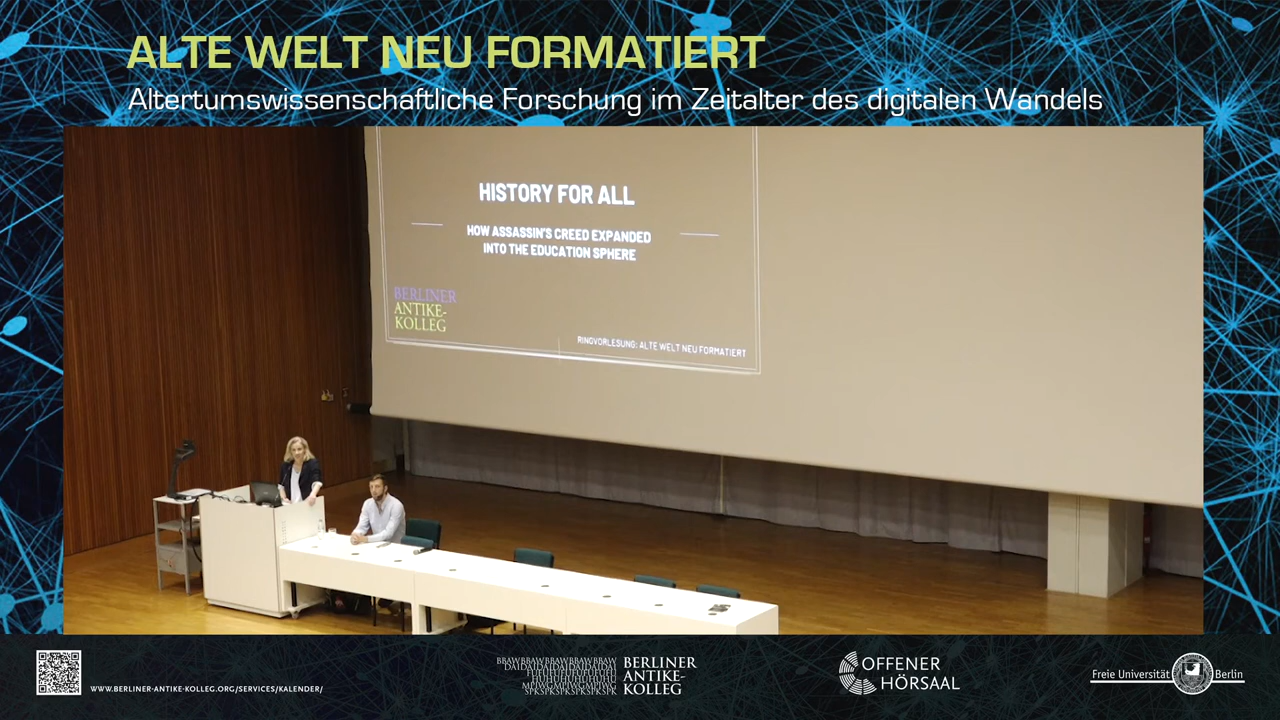 ALTE WELT NEU FORMATIERT
Altertumswissenschaftliche Forschung im Zeitalter des digitalen Wandels
HISTORY FOR ALL
HOW ASSASSIN'S CREED EXPANDED
INTO THE EDUCATION SPHERE
BERLINER
ANTIKE-
KOLLEG
RINGVORLESUNG: ALTE WELT NEU FORMATIERT
WWW.BERLINER-ANTIKE-KOLLEG.ORG/SERVICES/KALENDER/
BERLINER
ANTIKE-
KOLLEG
OFFENER
HÖRSAAL
Freie Universität Berlin